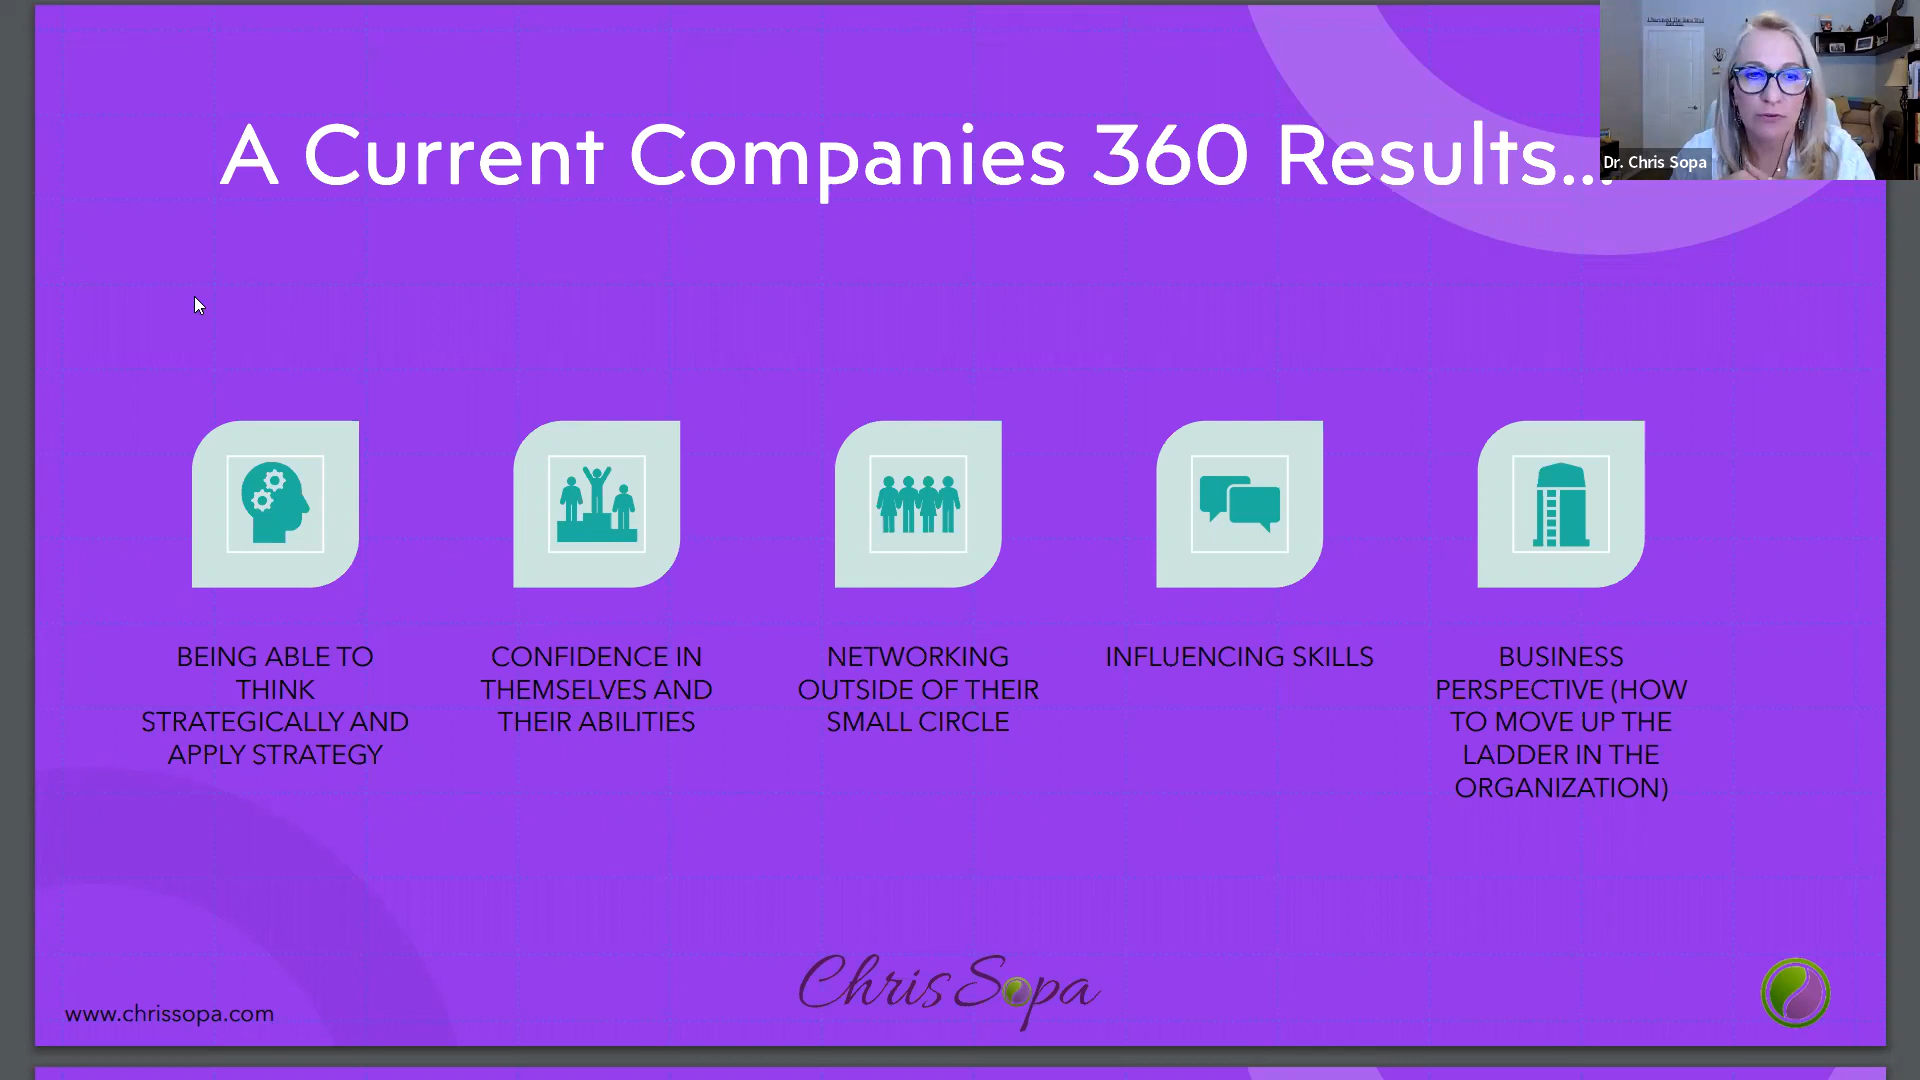 A Current Companies 360 Results...
Dr. Chris Sopa
BEING ABLE TO
THINK
STRATEGICALLY AND
APPLY STRATEGY
CONFIDENCE IN
THEMSELVES AND
THEIR ABILITIES
NETWORKING
OUTSIDE OF THEIR
SMALL CIRCLE
INFLUENCING SKILLS
BUSINESS
PERSPECTIVE (HOW
TO MOVE UP THE
LADDER IN THE
ORGANIZATION)
www.chrissopa.com
Chris Sopa